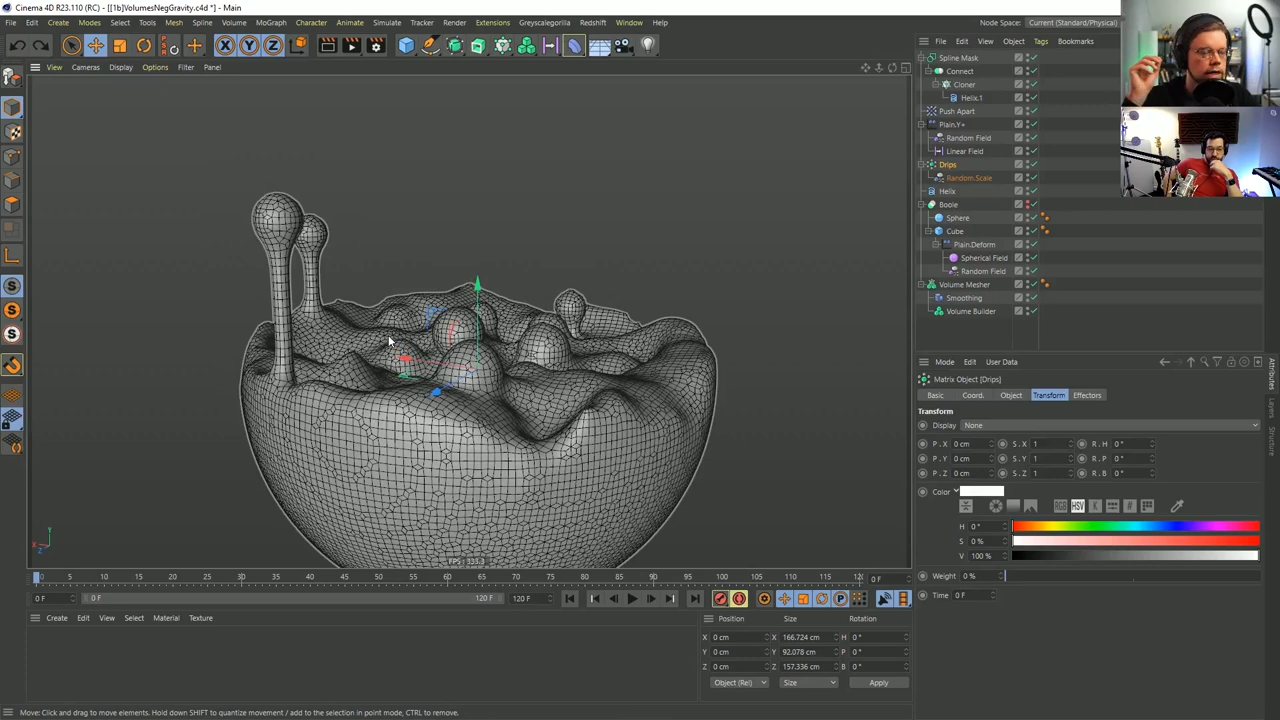 Cinema 4D R23.110 (RC) - [[1b]VolumesNegGravity.c4d *] - Main
File Edit Create Modes Select Tools Mesh Spline Volume MoGraph Character Animate Simulate Tracker Render Extensions Greyscalegorilla Redshift Window Help
Node Space: Current (Standard/Physical)
View Cameras Display Options Filter Panel
File Edit View Object Tags Bookmarks
Spline Mask
Connect
Cloner
Helix.1
Push Apart
Plain.Y+
Random Field
Linear Field
Drips
Random.Scale
Helix
Boole
Sphere
Cube
Plain.Deform
Spherical Field
Random Field
Volume Mesher
Smoothing
Volume Builder
Mode Edit User Data
Matrix Object [Drips]
Basic Coord. Object Transform Effectors
Transform
Display None
P.X 0 cm S.X 1 R.H 0°
P.Y 0 cm S.Y 1 R.P 0°
P.Z 0 cm S.Z 1 R.B 0°
Color
RGB HSV K #
H 0°
S 0 %
V 100 %
Weight 0 %
Time 0 F
Attributes
Layers
Structure
Y
X
Z
FPS : 333.3
0 5 10 15 20 25 30 35 40 45 50 55 60 65 70 75 80 85 90 95 100 105 110 115 120 0 F
0 F 0 F 120 F 120 F
Create Edit View Select Material Texture
Position Size Rotation
X 0 cm X 166.724 cm H 0°
Y 0 cm Y 92.078 cm P 0°
Z 0 cm Z 157.336 cm B 0°
Object (Rel) Size Apply
Move: Click and drag to move elements. Hold down SHIFT to quantize movement / add to the selection in point mode, CTRL to remove.